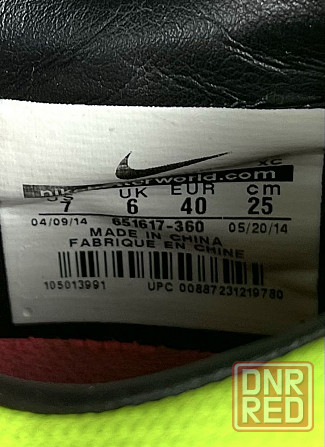 XC
nikebetterworld.com
US UK EUR cm
7 6 40 25
04/09/14 651617-360 05/20/14
MADE IN CHINA
FABRIQUE EN CHINE
105013991 UPC 00887231219780
DNR
RED